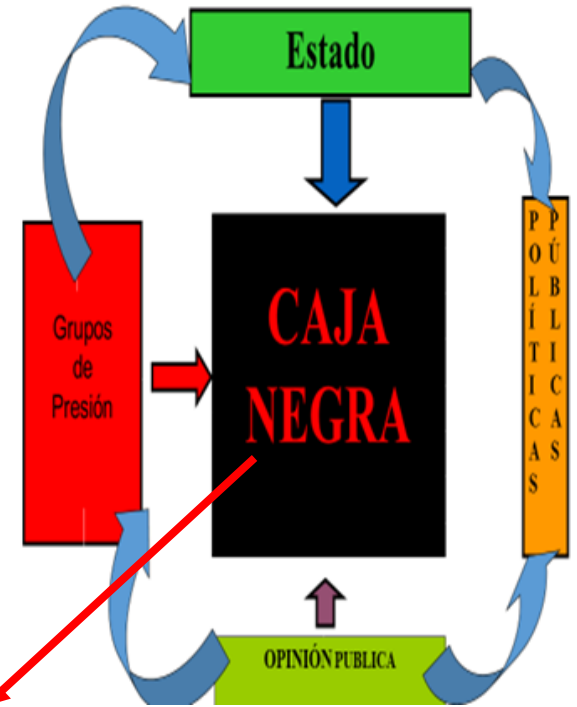 Estado
Grupos
de
Presión
CAJA
NEGRA
POLÍTICAS
PÚBLICAS
OPINIÓN PUBLICA